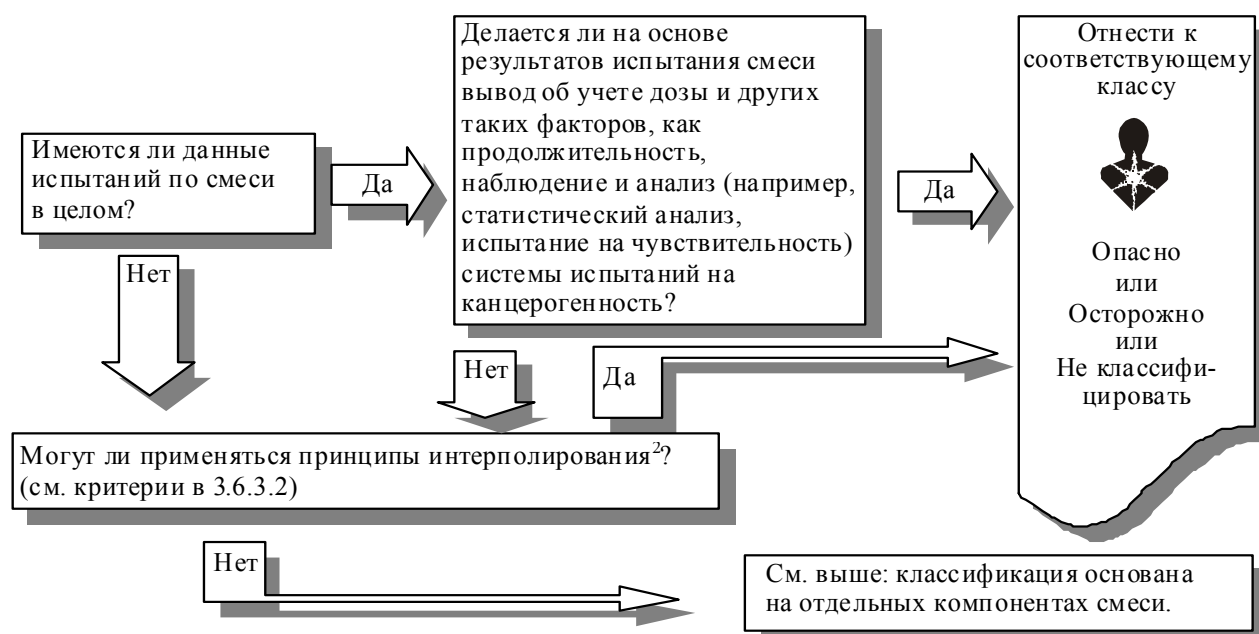 Имеются ли данные
испытаний по смеси
в целом?
Да
Делается ли на основе
результатов испытания смеси
вывод об учете дозы и других
таких факторов, как
продолжительность,
наблюдение и анализ (например,
статистический анализ,
испытание на чувствительность)
системы испытаний на
канцерогенность?
Да
Отнести к
соответствующему
классу
Опасно
или
Осторожно
или
Не классифи-
цировать
Нет
Нет
Да
Могут ли применяться принципы интерполирования²?
(см. критерии в 3.6.3.2)
Нет
См. выше: классификация основана
на отдельных компонентах смеси.